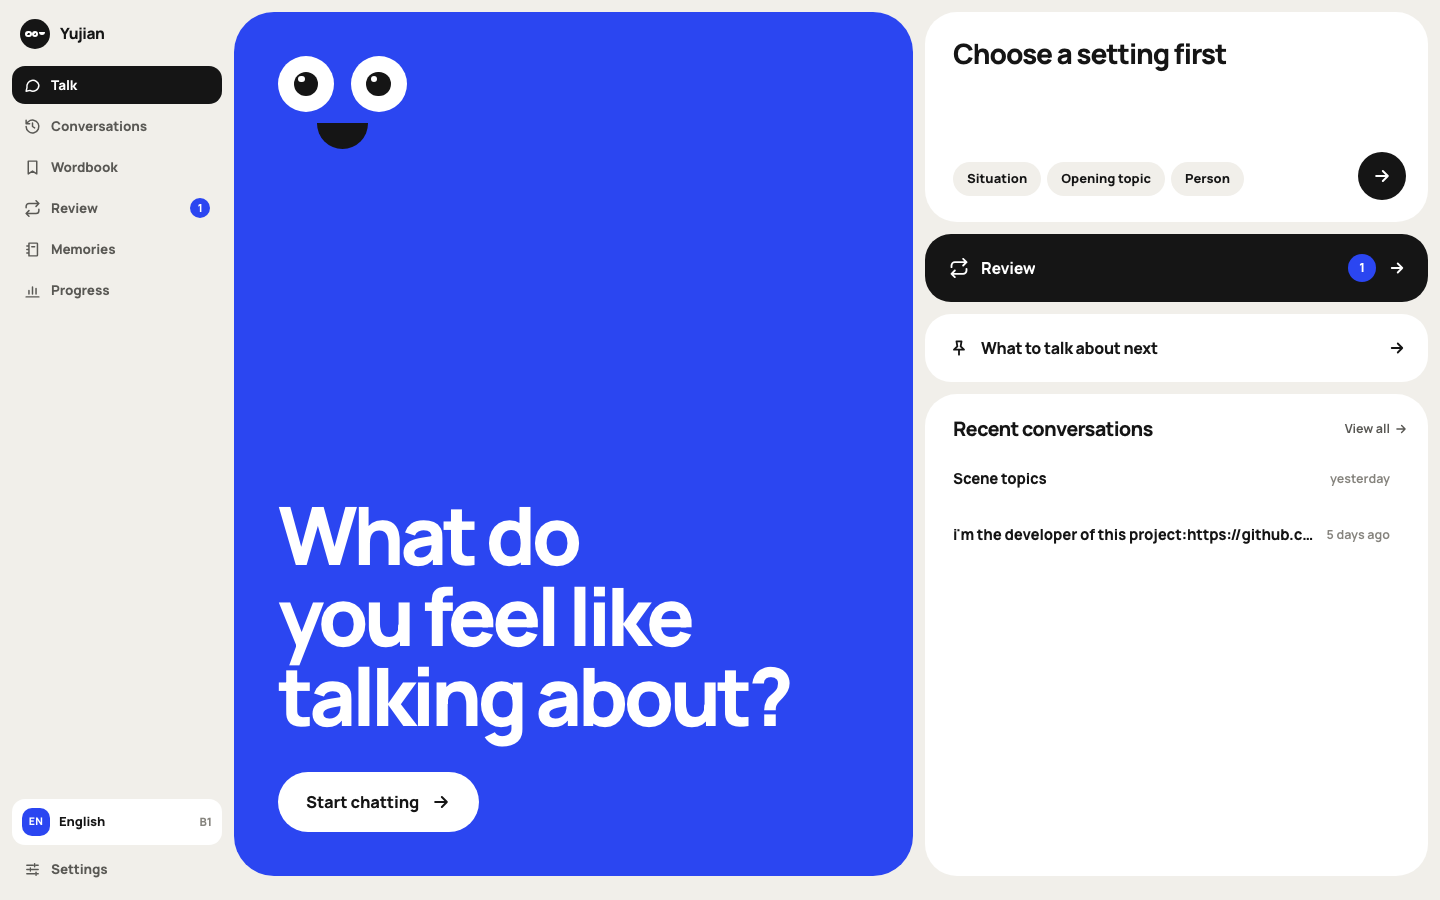 Yujian
Talk
Conversations
Wordbook
Review
1
Memories
Progress
EN
English
B1
Settings
What do
you feel like
talking about?
Start chatting
Choose a setting first
Situation
Opening topic
Person
Review
1
What to talk about next
Recent conversations
View all
Scene topics
yesterday
i'm the developer of this project:https://github.c...
5 days ago